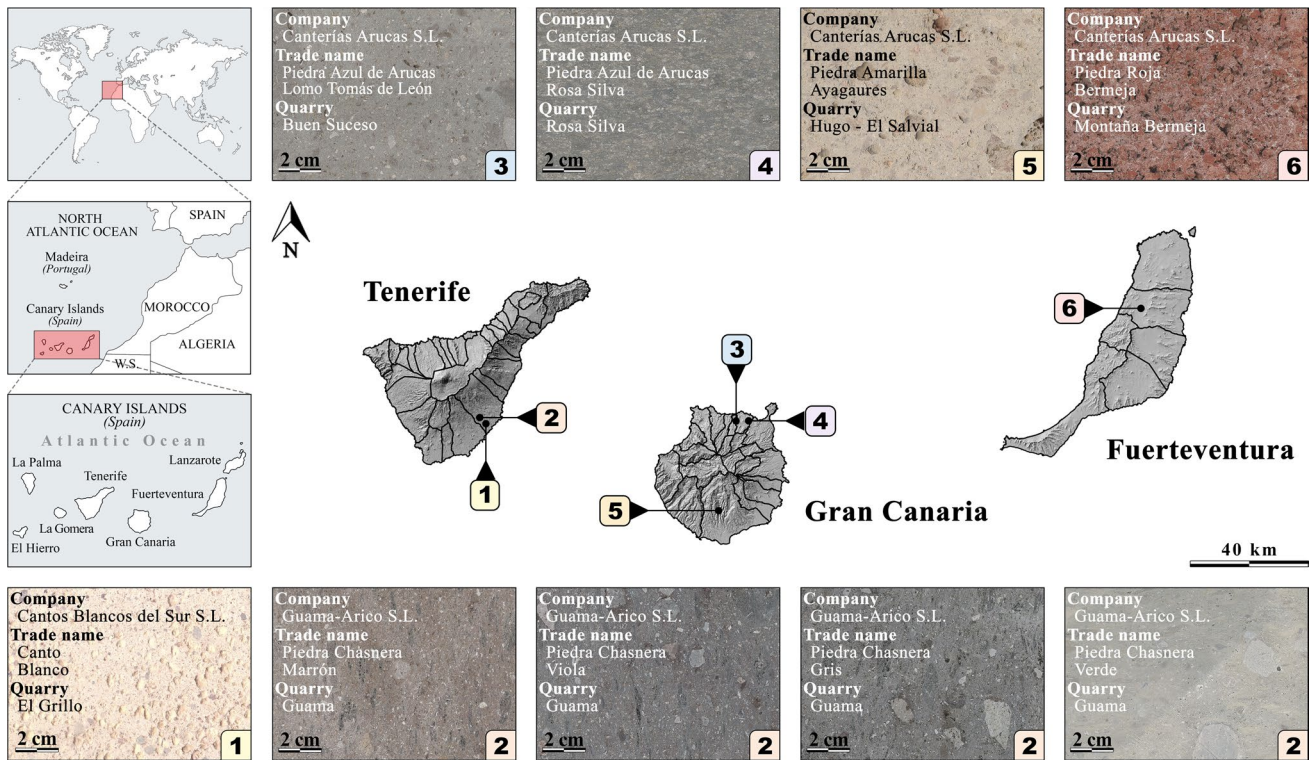 Company
Canterías Arucas S.L.
Trade name
Piedra Azul de Arucas
Lomo Tomás de León
Quarry
Buen Suceso
2 cm
3
Company
Canterías Arucas S.L.
Trade name
Piedra Azul de Arucas
Rosa Silva
Quarry
Rosa Silva
2 cm
4
Company
Canterías Arucas S.L.
Trade name
Piedra Amarilla
Ayagaures
Quarry
Hugo - El Salvial
2 cm
5
Company
Canterías Arucas S.L.
Trade name
Piedra Roja
Bermeja
Quarry
Montaña Bermeja
2 cm
6
NORTH
ATLANTIC OCEAN
SPAIN
Madeira
(Portugal)
Canary Islands
(Spain)
MOROCCO
ALGERIA
W.S.
CANARY ISLANDS
(Spain)
Atlantic Ocean
La Palma
Lanzarote
Tenerife
Fuerteventura
La Gomera
El Hierro
Gran Canaria
N
Tenerife
2
1
3
4
5
Gran Canaria
6
Fuerteventura
40 km
Company
Cantos Blancos del Sur S.L.
Trade name
Canto
Blanco
Quarry
El Grillo
2 cm
1
Company
Guama-Arico S.L.
Trade name
Piedra Chasnera
Marrón
Quarry
Guama
2 cm
2
Company
Guama-Arico S.L.
Trade name
Piedra Chasnera
Viola
Quarry
Guama
2 cm
2
Company
Guama-Arico S.L.
Trade name
Piedra Chasnera
Gris
Quarry
Guama
2 cm
2
Company
Guama-Arico S.L.
Trade name
Piedra Chasnera
Verde
Quarry
Guama
2 cm
2